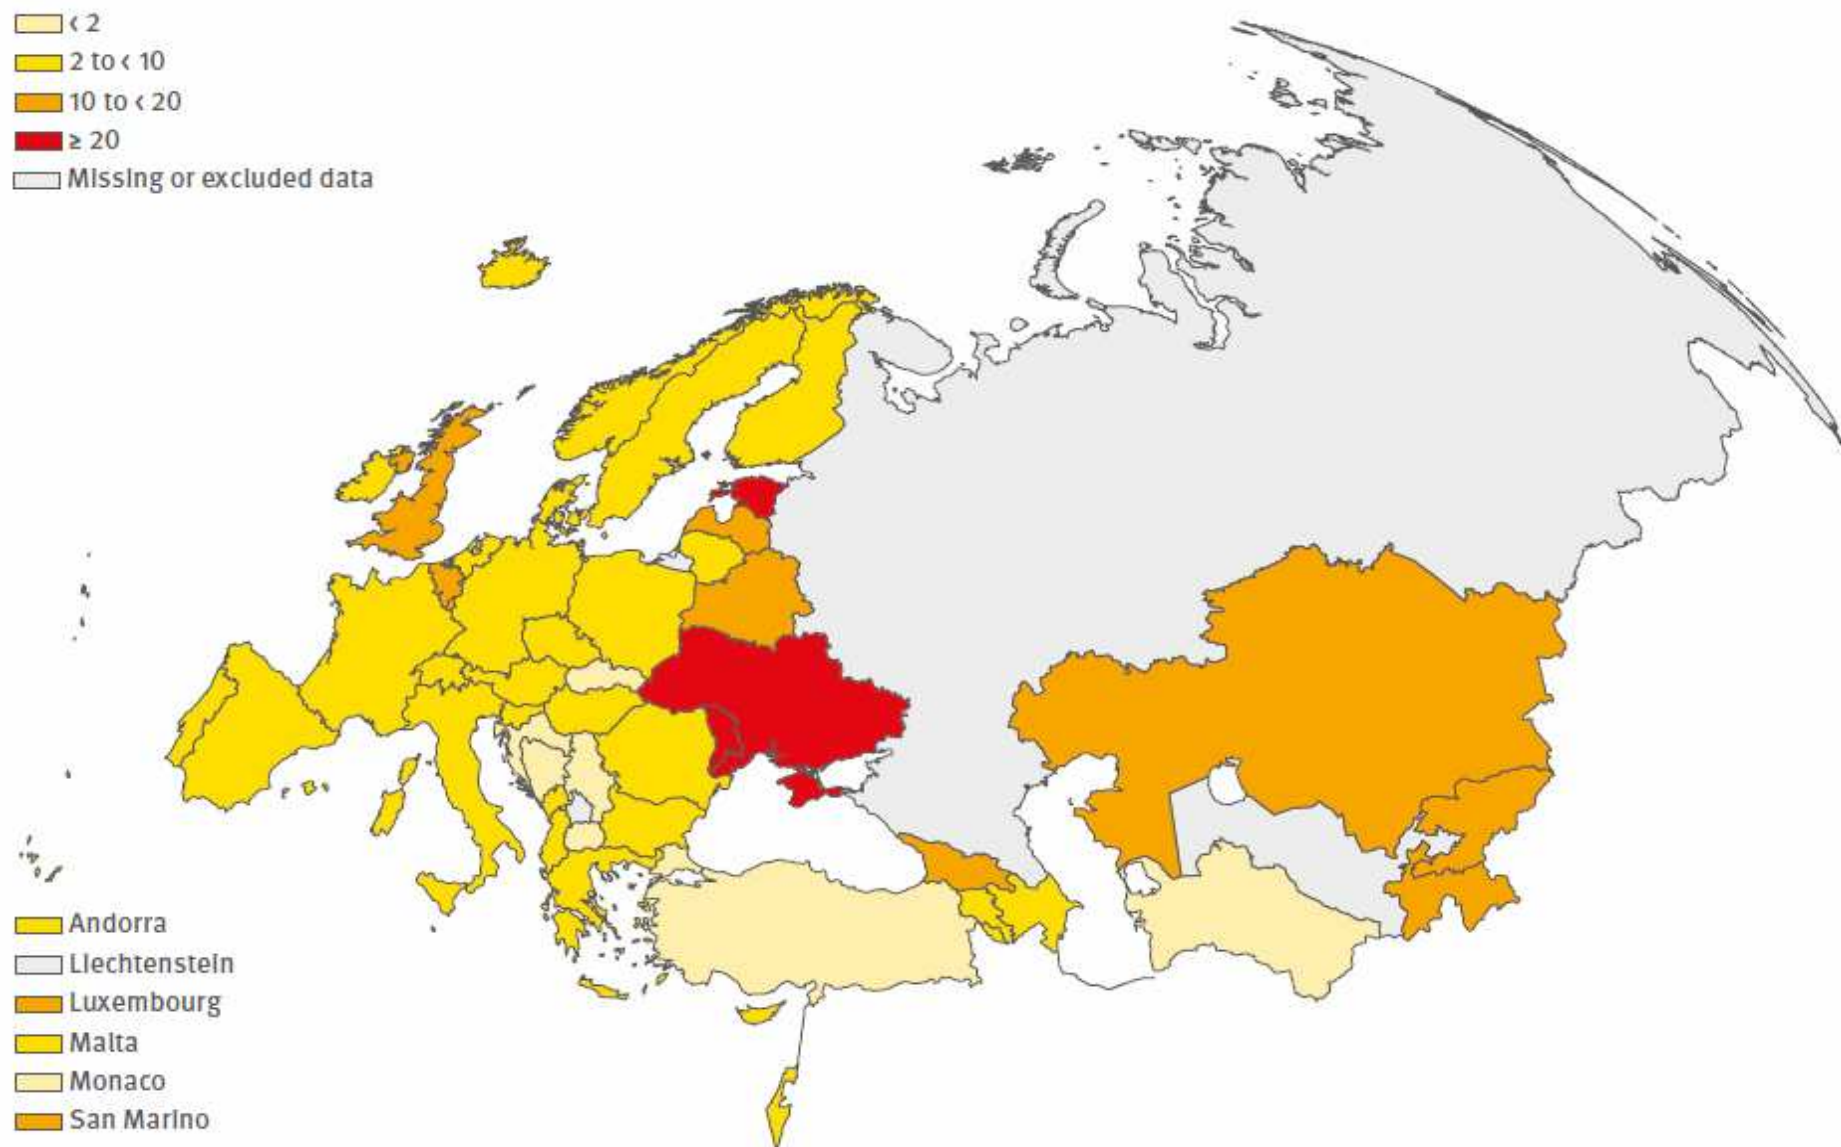 < 2
2 to < 10
10 to < 20
≥ 20
Missing or excluded data
Andorra
Liechtenstein
Luxembourg
Malta
Monaco
San Marino